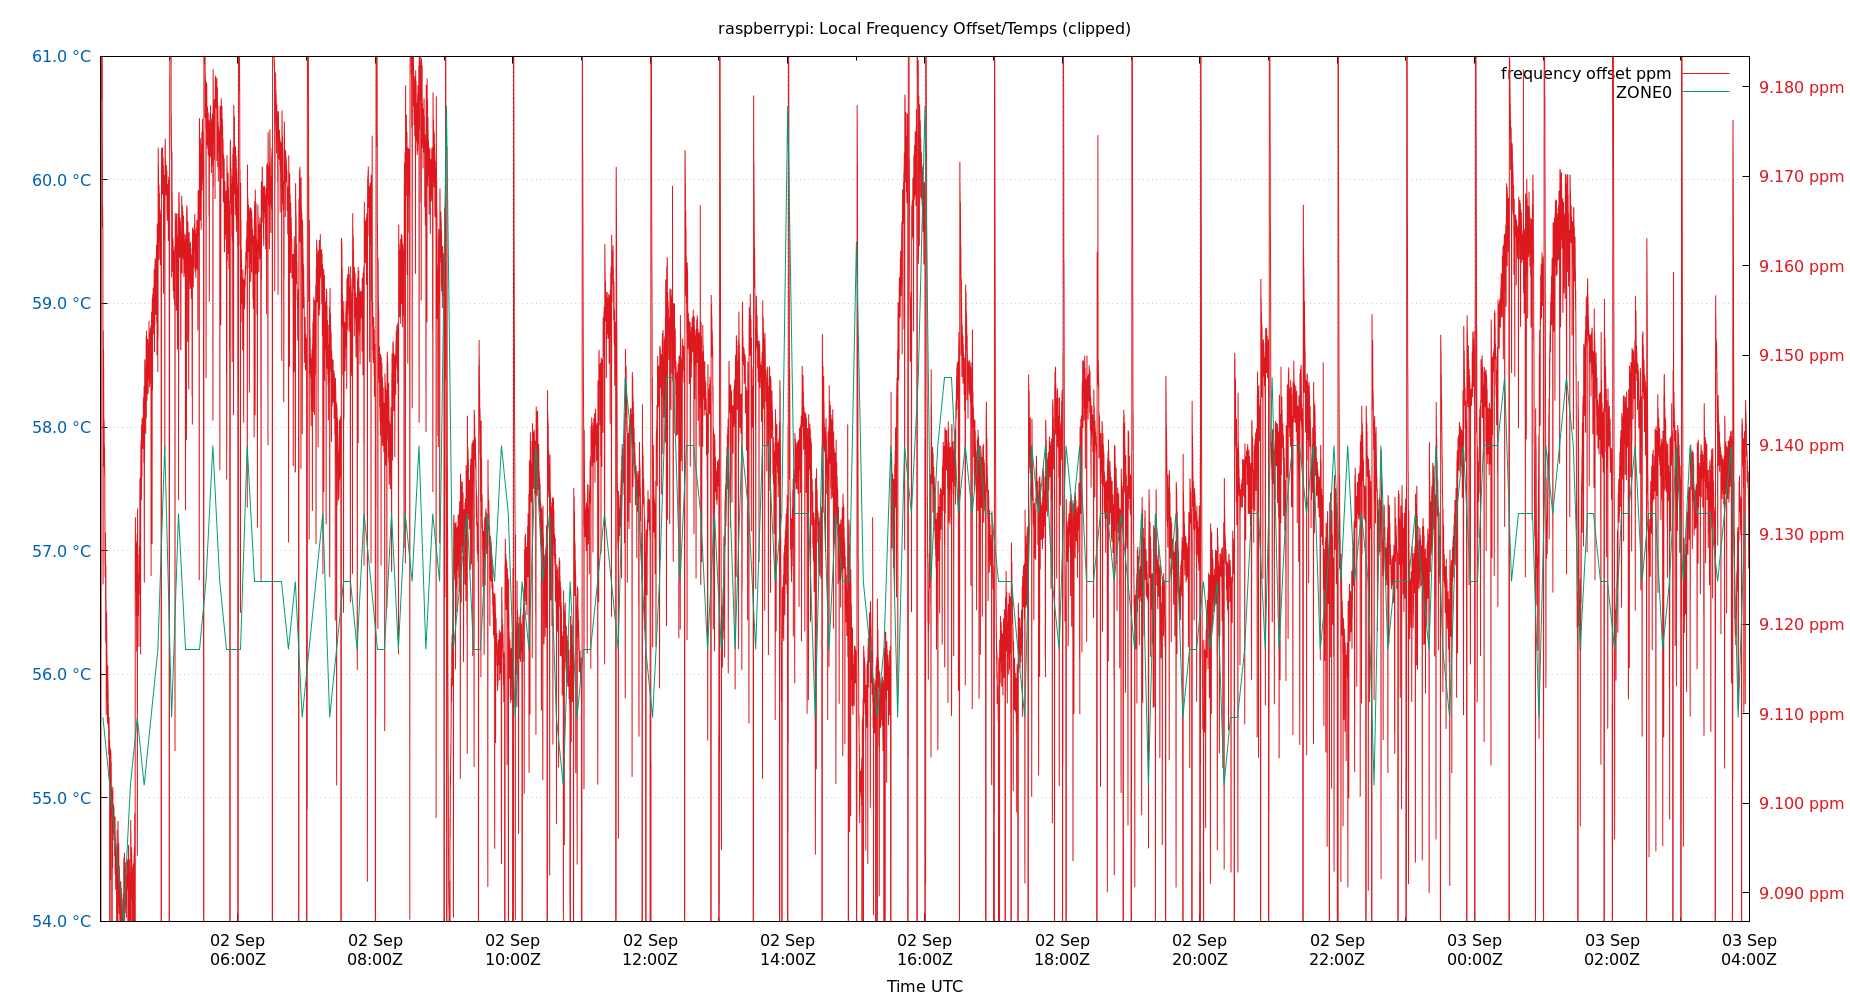 raspberrypi: Local Frequency Offset/Temps (clipped)
frequency offset ppm
ZONE0
61.0 °C
60.0 °C
59.0 °C
58.0 °C
57.0 °C
56.0 °C
55.0 °C
54.0 °C
9.180 ppm
9.170 ppm
9.160 ppm
9.150 ppm
9.140 ppm
9.130 ppm
9.120 ppm
9.110 ppm
9.100 ppm
9.090 ppm
02 Sep 02 Sep 02 Sep 02 Sep 02 Sep 02 Sep 02 Sep 02 Sep 02 Sep 03 Sep 03 Sep 03 Sep
06:00Z 08:00Z 10:00Z 12:00Z 14:00Z 16:00Z 18:00Z 20:00Z 22:00Z 00:00Z 02:00Z 04:00Z
Time UTC